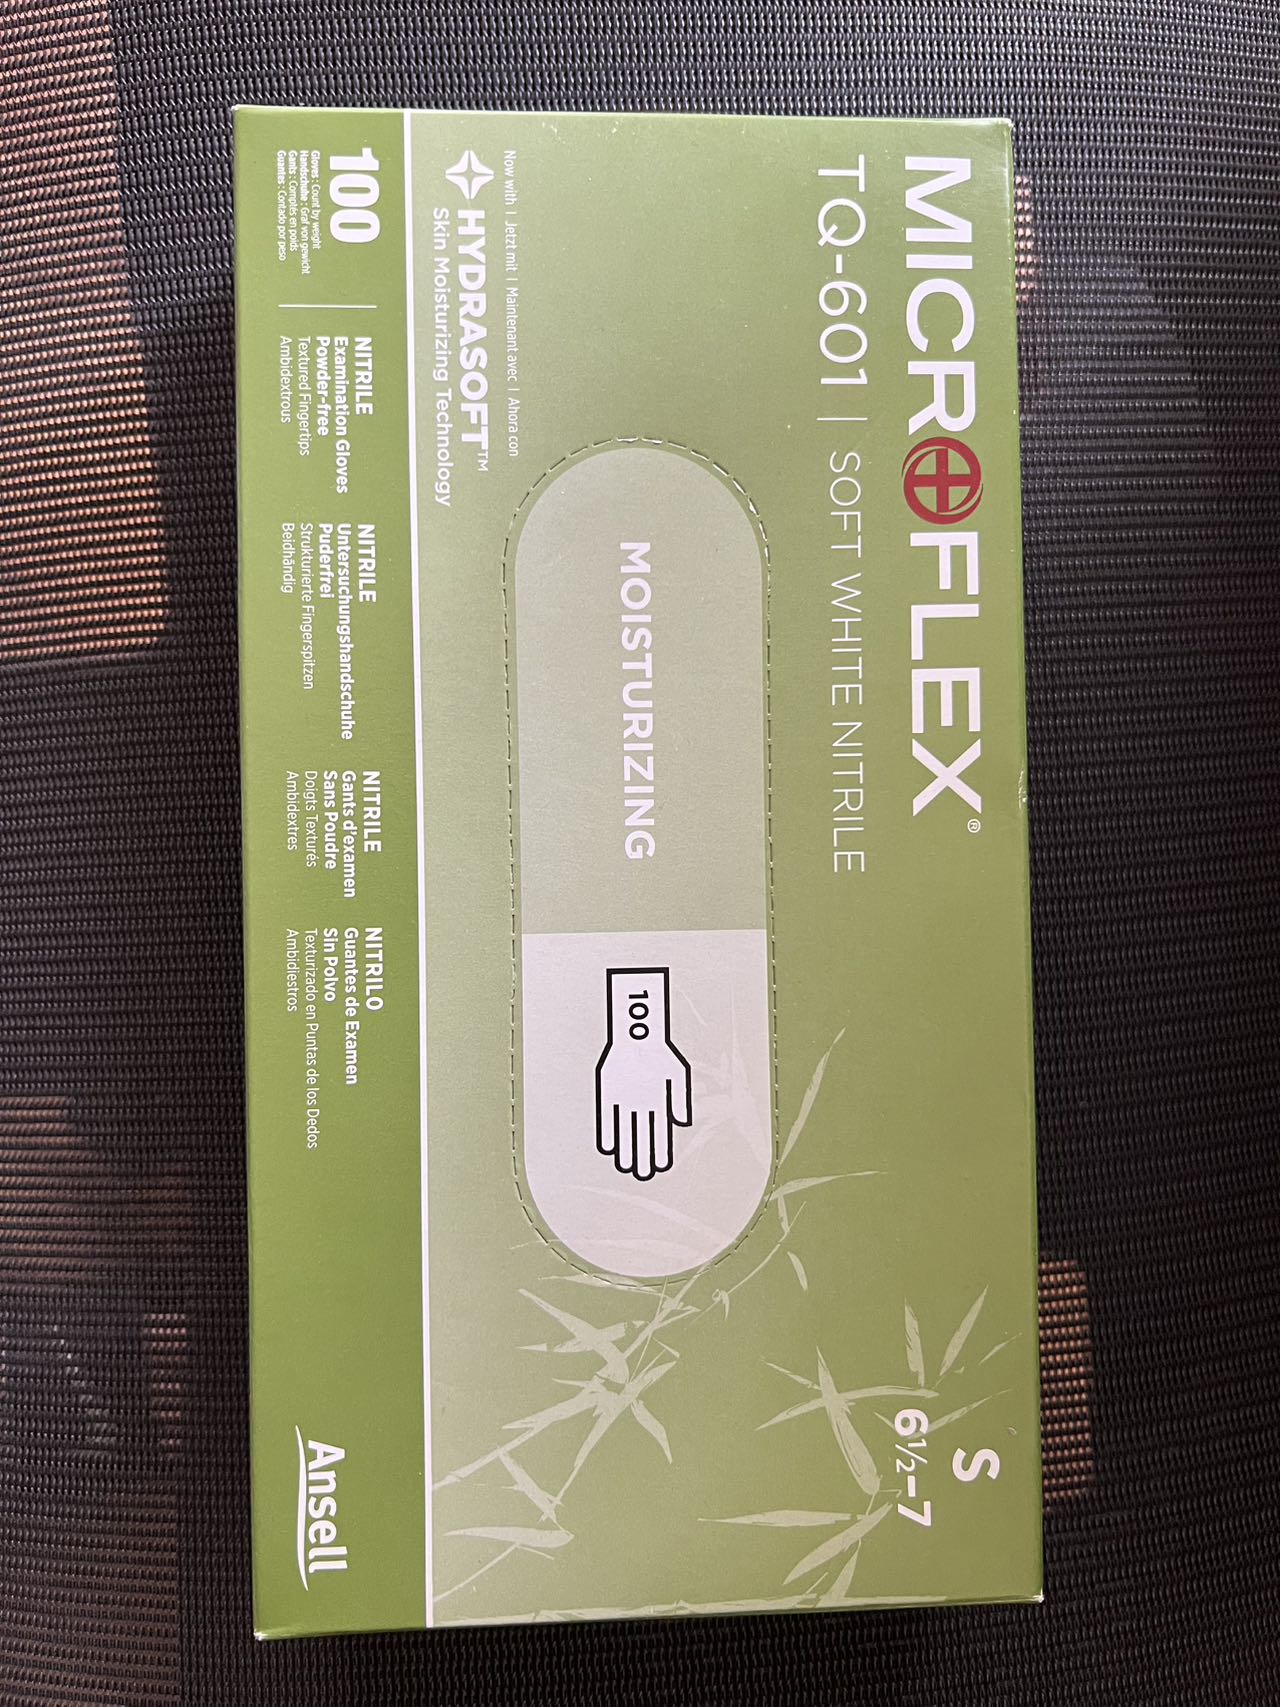 MICROFLEX®
TQ-601 | SOFT WHITE NITRILE
S
6½-7
MOISTURIZING
100
Now with | Jetzt mit | Maintenant avec | Ahora con
HYDRASOFT™
Skin Moisturizing Technology
100
Gloves : Count by weight
Handschuhe : Graf von gewicht
Gants : Comptés en poids
Guantes : Contado por peso
NITRILE
Examination Gloves
Powder-free
Textured Fingertips
Ambidextrous
NITRILE
Untersuchungshandschuhe
Puderfrei
Strukturierte Fingerspitzen
Beidhändig
NITRILE
Gants d'examen
Sans Poudre
Doigts Texturés
Ambidextres
NITRILO
Guantes de Examen
Sin Polvo
Texturizado en Puntas de los Dedos
Ambidiestros
Ansell